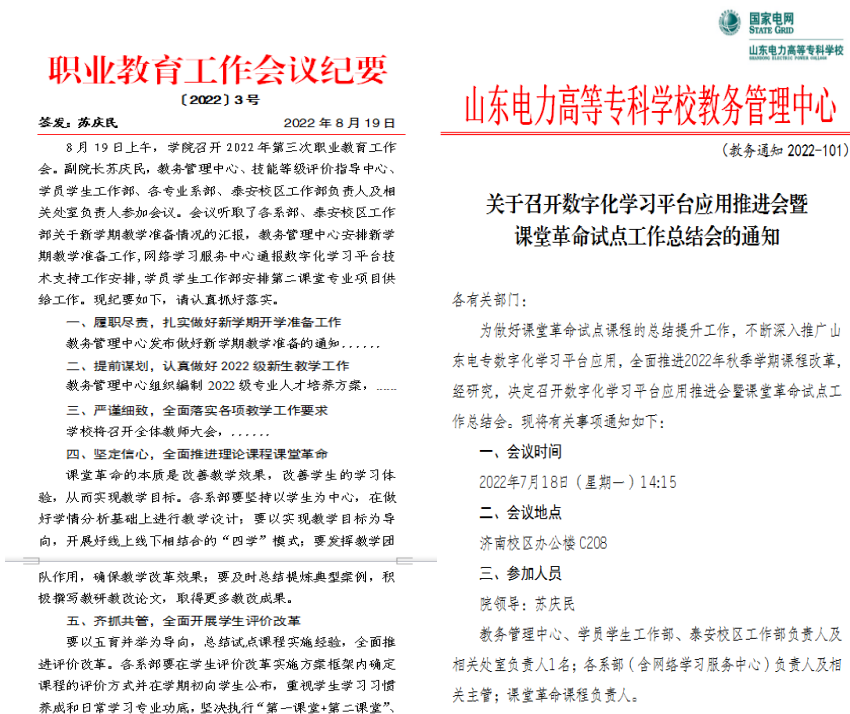 职业教育工作会议纪要
〔2022〕3号
签发：苏庆民 2022年8月19日
8月19日上午，学院召开2022年第三次职业教育工作
会。副院长苏庆民，教务管理中心、技能等级评价指导中心、
学员学生工作部、各专业系部、泰安校区工作部负责人及相
关处室负责人参加会议。会议听取了各系部、泰安校区工作
部关于新学期教学准备情况的汇报，教务管理中心安排新学
期教学准备工作,网络学习服务中心通报数字化学习平台技
术支持工作安排,学员学生工作部安排第二课堂专业项目供
给工作。现纪要如下，请认真抓好落实。
一、履职尽责，扎实做好新学期开学准备工作
教务管理中心发布做好新学期教学准备的通知......
二、提前谋划，认真做好2022级新生教学工作
教务管理中心组织编制2022级专业人才培养方案，......
三、严谨细致，全面落实各项教学工作要求
学校将召开全体教师大会，......
四、坚定信心，全面推进理论课程课堂革命
课堂革命的本质是改善教学效果，改善学生的学习体
验，从而实现教学目标。各系部要坚持以学生为中心，在做
好学情分析基础上进行教学设计；要以实现教学目标为导
向，开展好线上线下相结合的“四学”模式；要发挥教学团
队作用，确保教学改革效果；要及时总结提炼典型案例，积
极撰写教研教改论文，取得更多教改成果。
五、齐抓共管，全面开展学生评价改革
要以五育并举为导向，总结试点课程实施经验，全面推
进评价改革。各系部要在学生评价改革实施方案框架内确定
课程的评价方式并在学期初向学生公布，重视学生学习习惯
养成和日常学习专业功底，坚决执行“第一课堂+第二课堂”、
国家电网
STATE GRID
山东电力高等专科学校
SHANDONG ELECTRIC POWER COLLEGE
山东电力高等专科学校教务管理中心
（教务通知 2022-101）
关于召开数字化学习平台应用推进会暨
课堂革命试点工作总结会的通知
各有关部门：
为做好课堂革命试点课程的总结提升工作，不断深入推广山
东电专数字化学习平台应用，全面推进2022年秋季学期课程改革，
经研究，决定召开数字化学习平台应用推进会暨课堂革命试点工
作总结会。现将有关事项通知如下：
一、会议时间
2022年7月18日（星期一）14:15
二、会议地点
济南校区办公楼 C208
三、参加人员
院领导：苏庆民
教务管理中心、学员学生工作部、泰安校区工作部负责人及
相关处室负责人1名；各系部（含网络学习服务中心）负责人及相
关主管；课堂革命课程负责人。